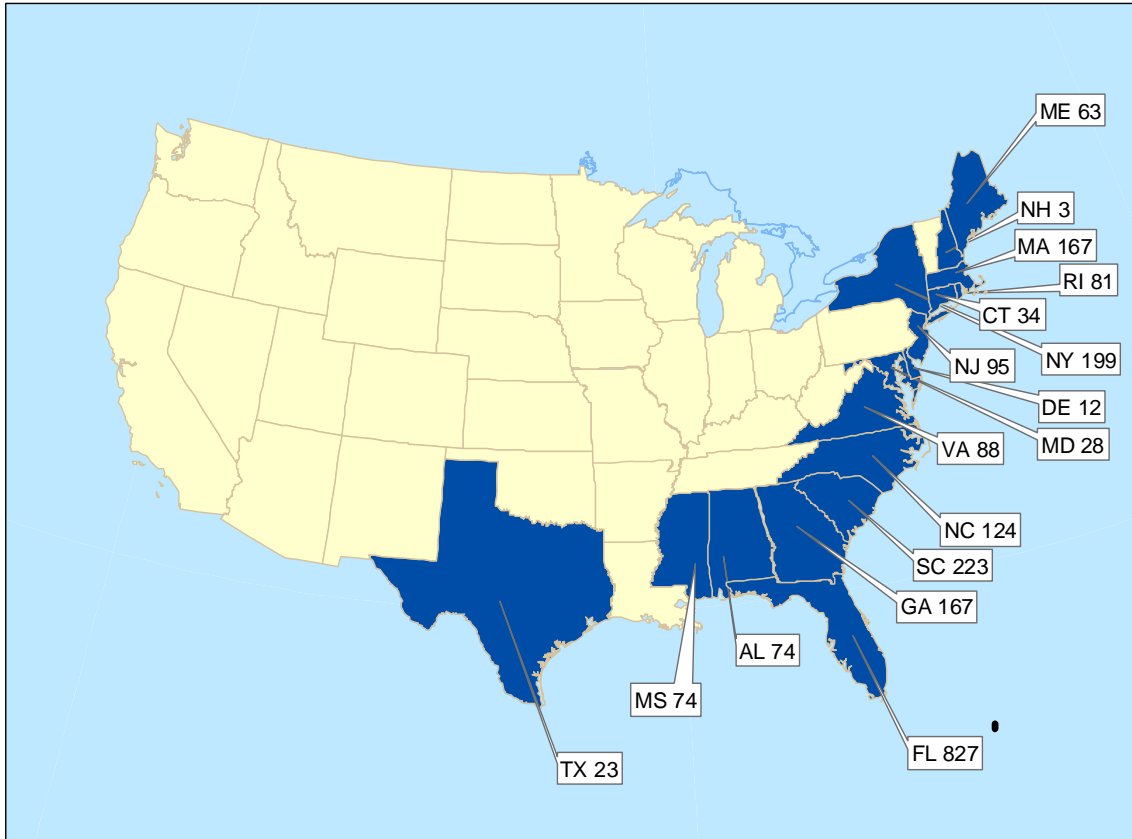 ME 63
NH 3
MA 167
RI 81
CT 34
NY 199
NJ 95
DE 12
MD 28
VA 88
NC 124
SC 223
GA 167
AL 74
MS 74
FL 827
TX 23